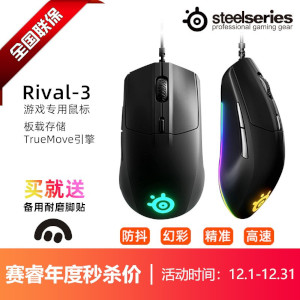 全国联保
steelseries
professional gaming gear
Rival-3
游戏专用鼠标
板载存储
TrueMove引擎
买就送
备用耐磨脚贴
防抖 幻彩 精准 高速
赛睿年度秒杀价
活动时间：12.1-12.31